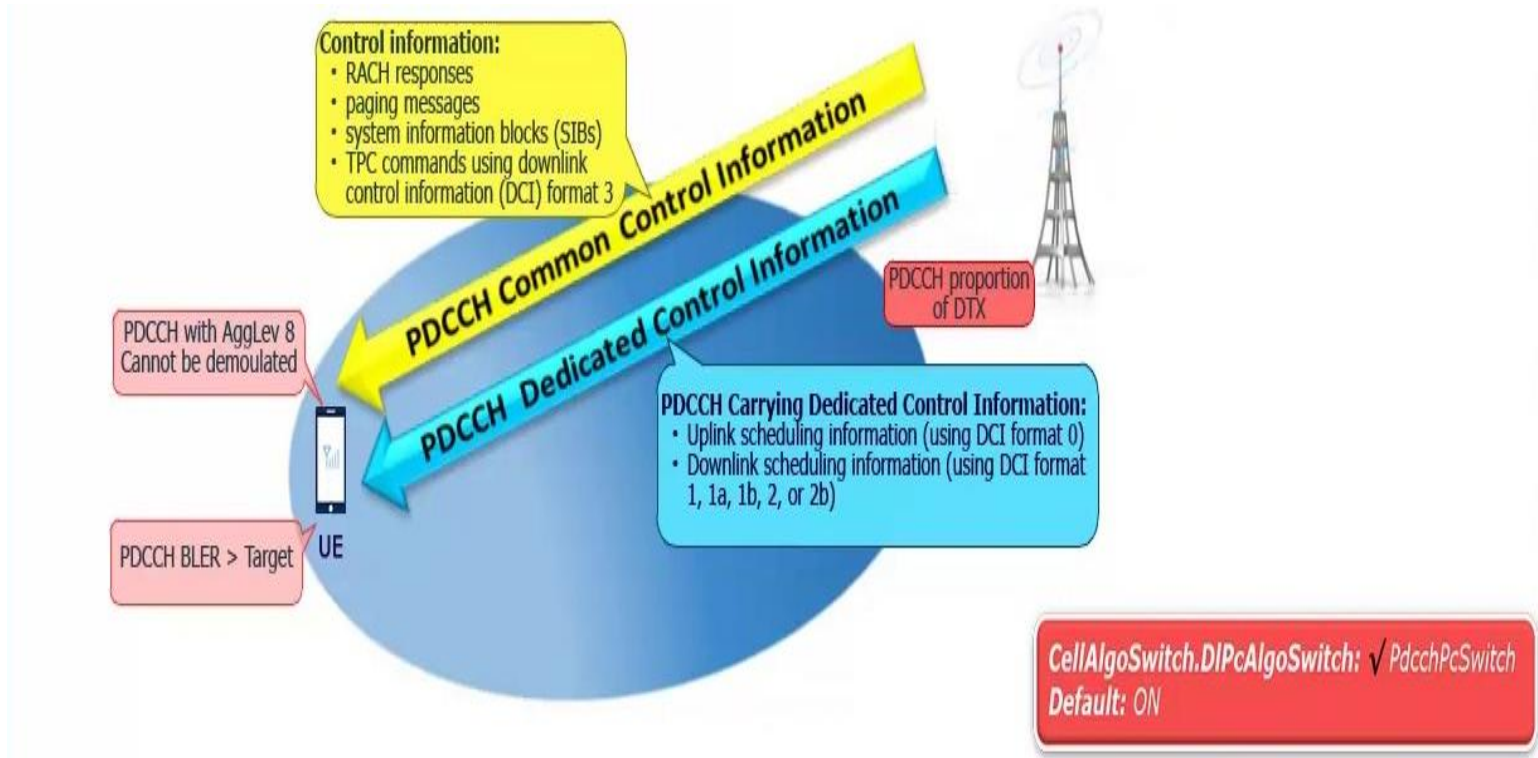 Control information:
• RACH responses
• paging messages
• system information blocks (SIBs)
• TPC commands using downlink
control information (DCI) format 3
PDCCH Common Control Information
PDCCH Dedicated Control Information
PDCCH proportion
of DTX
PDCCH with AggLev 8
Cannot be demoulated
PDCCH Carrying Dedicated Control Information:
• Uplink scheduling information (using DCI format 0)
• Downlink scheduling information (using DCI format
1, 1a, 1b, 2, or 2b)
PDCCH BLER > Target
UE
CellAlgoSwitch.DlPcAlgoSwitch: √ PdcchPcSwitch
Default: ON